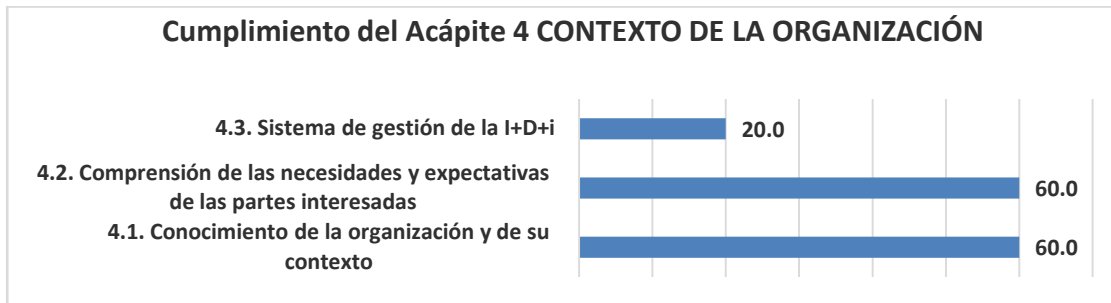 Cumplimiento del Acápite 4 CONTEXTO DE LA ORGANIZACIÓN
4.3. Sistema de gestión de la I+D+i
20.0
4.2. Comprensión de las necesidades y expectativas
de las partes interesadas
60.0
4.1. Conocimiento de la organización y de su
contexto
60.0